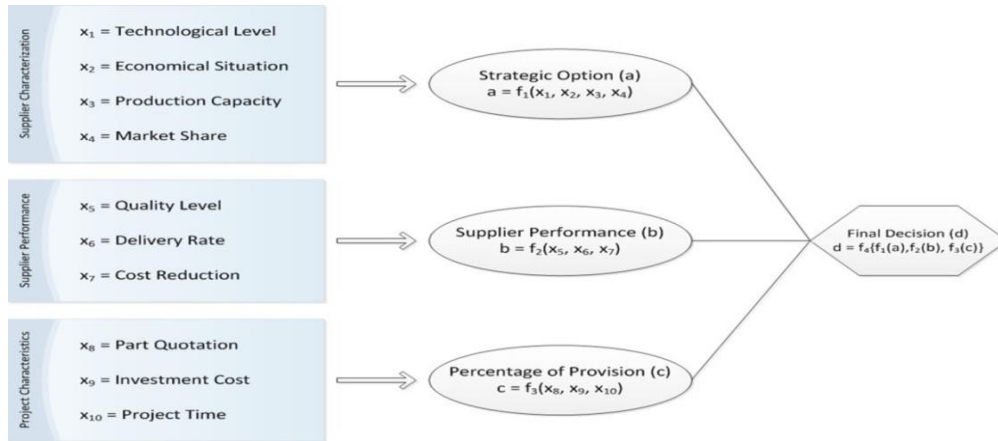 Supplier Characterization
x₁ = Technological Level
x₂ = Economical Situation
x₃ = Production Capacity
x₄ = Market Share
Strategic Option (a)
a = f₁(x₁, x₂, x₃, x₄)
Supplier Performance
x₅ = Quality Level
x₆ = Delivery Rate
x₇ = Cost Reduction
Supplier Performance (b)
b = f₂(x₅, x₆, x₇)
Final Decision (d)
d = f₄{f₁(a),f₂(b), f₃(c)}
Project Characteristics
x₈ = Part Quotation
x₉ = Investment Cost
x₁₀ = Project Time
Percentage of Provision (c)
c = f₃(x₈, x₉, x₁₀)